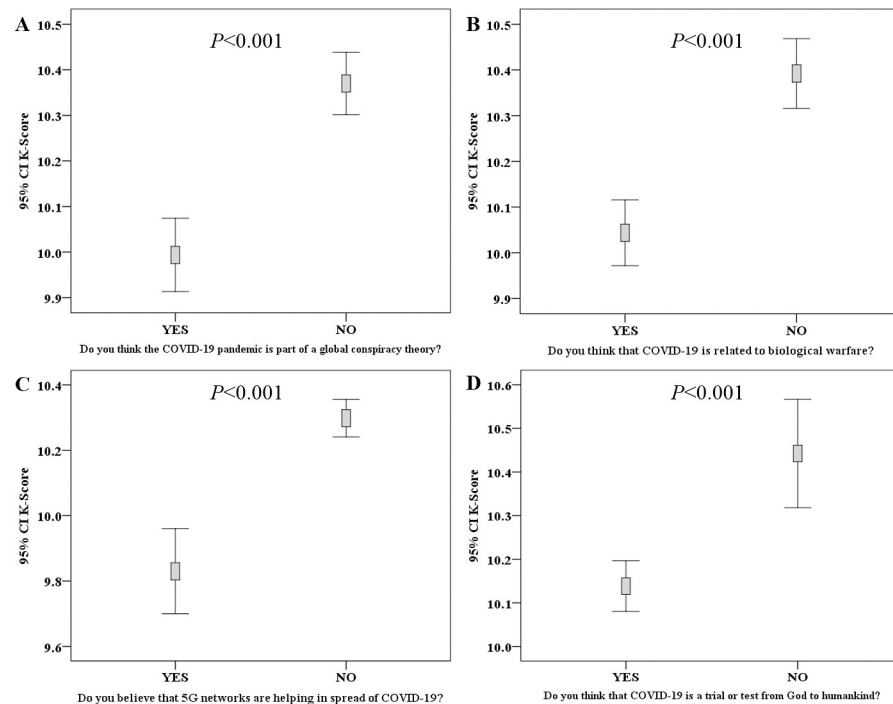 A
P<0.001
95% CI K-Score
10.5
10.4
10.3
10.2
10.1
10.0
9.9
YES
NO
Do you think the COVID-19 pandemic is part of a global conspiracy theory?
B
P<0.001
95% CI K-Score
10.5
10.4
10.3
10.2
10.1
10.0
9.9
YES
NO
Do you think that COVID-19 is related to biological warfare?
C
P<0.001
95% CI K-Score
10.4
10.2
10.0
9.8
9.6
YES
NO
Do you believe that 5G networks are helping in spread of COVID-19?
D
P<0.001
95% CI K-Score
10.6
10.5
10.4
10.3
10.2
10.1
10.0
YES
NO
Do you think that COVID-19 is a trial or test from God to humankind?